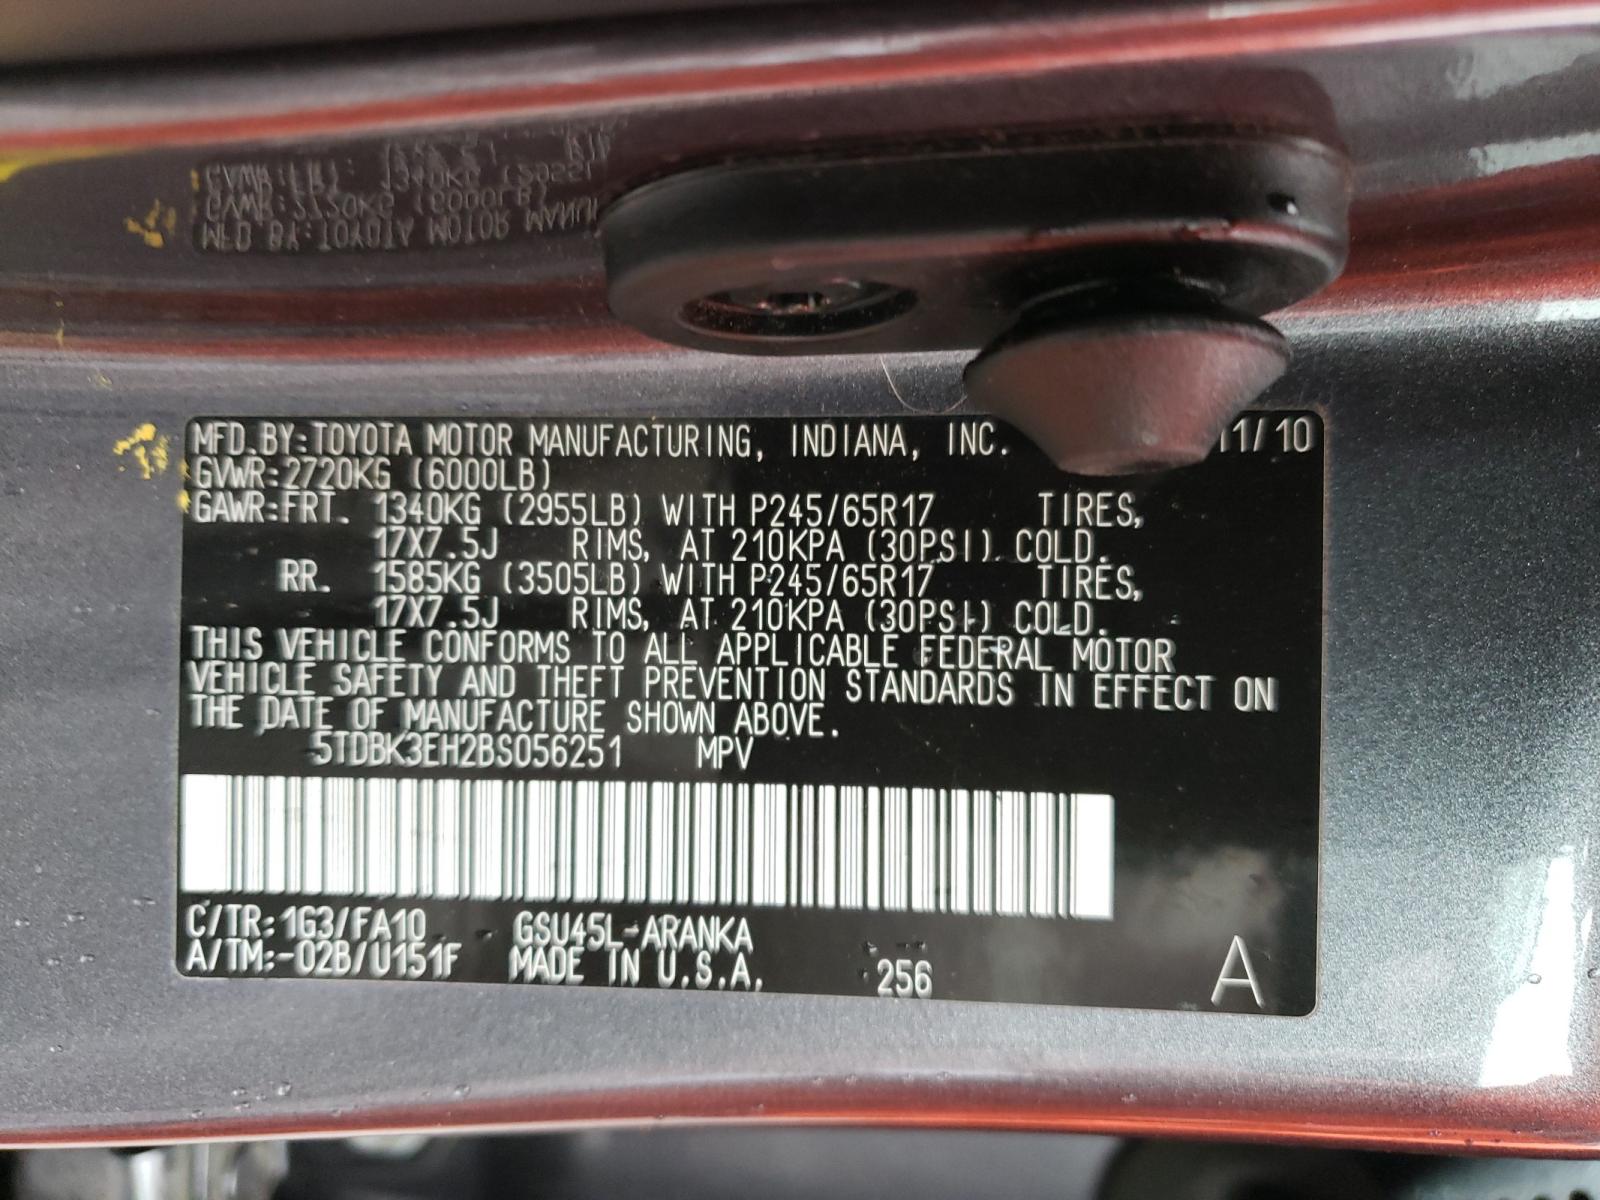 MFD.BY:TOYOTA MOTOR MANUFACTURING, INDIANA, INC. 11/10
GVWR:2720KG (6000LB)
GAWR:FRT. 1340KG (2955LB) WITH P245/65R17 TIRES,
17X7.5J RIMS, AT 210KPA (30PSI) COLD.
RR. 1585KG (3505LB) WITH P245/65R17 TIRES,
17X7.5J RIMS, AT 210KPA (30PSI) COLD.
THIS VEHICLE CONFORMS TO ALL APPLICABLE FEDERAL MOTOR
VEHICLE SAFETY AND THEFT PREVENTION STANDARDS IN EFFECT ON
THE DATE OF MANUFACTURE SHOWN ABOVE.
5TDBK3EH2BS056251 MPV
C/TR:1G3/FA10 GSU45L-ARANKA
A/TM:-02B/U151F MADE IN U.S.A. 256 A